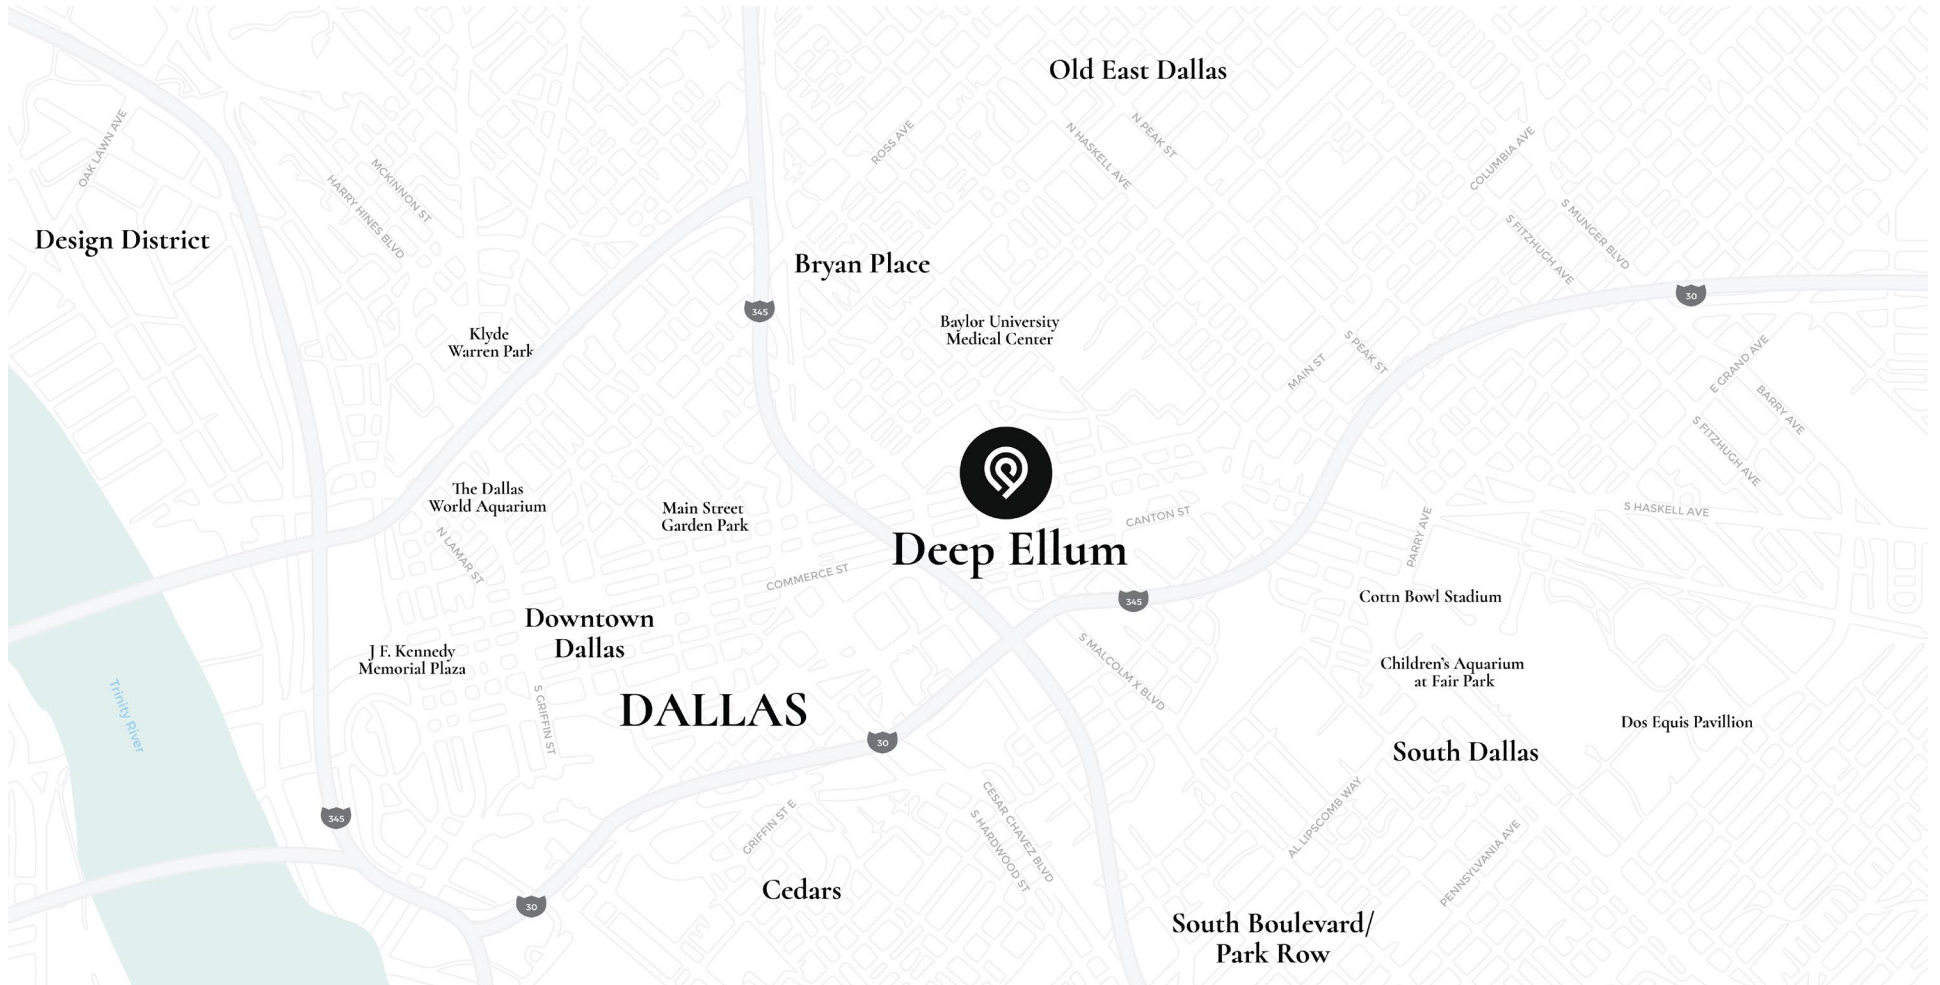 Old East Dallas
OAK LAWN AVE
ROSS AVE
N HASKELL AVE
N PEAK ST
COLUMBIA AVE
MCKINNON ST
HARRY HINES BLVD
S MUNGER BLVD
S FITZHUGH AVE
Design District
Bryan Place
345
30
Klyde
Warren Park
Baylor University
Medical Center
MAIN ST
S PEAK ST
E GRAND AVE
BARRY AVE
S FITZHUGH AVE
The Dallas
World Aquarium
Main Street
Garden Park
CANTON ST
S HASKELL AVE
PARRY AVE
Deep Ellum
N LAMAR ST
COMMERCE ST
345
Cottn Bowl Stadium
Downtown
Dallas
J F. Kennedy
Memorial Plaza
S MALCOLM X BLVD
Children's Aquarium
at Fair Park
Trinity River
S GRIFFIN ST
DALLAS
Dos Equis Pavillion
30
South Dallas
345
GRIFFIN ST E
CESAR CHAVEZ BLVD
S HARDWOOD ST
AL LIPSCOMB WAY
PENNSYLVANIA AVE
30
Cedars
South Boulevard/
Park Row